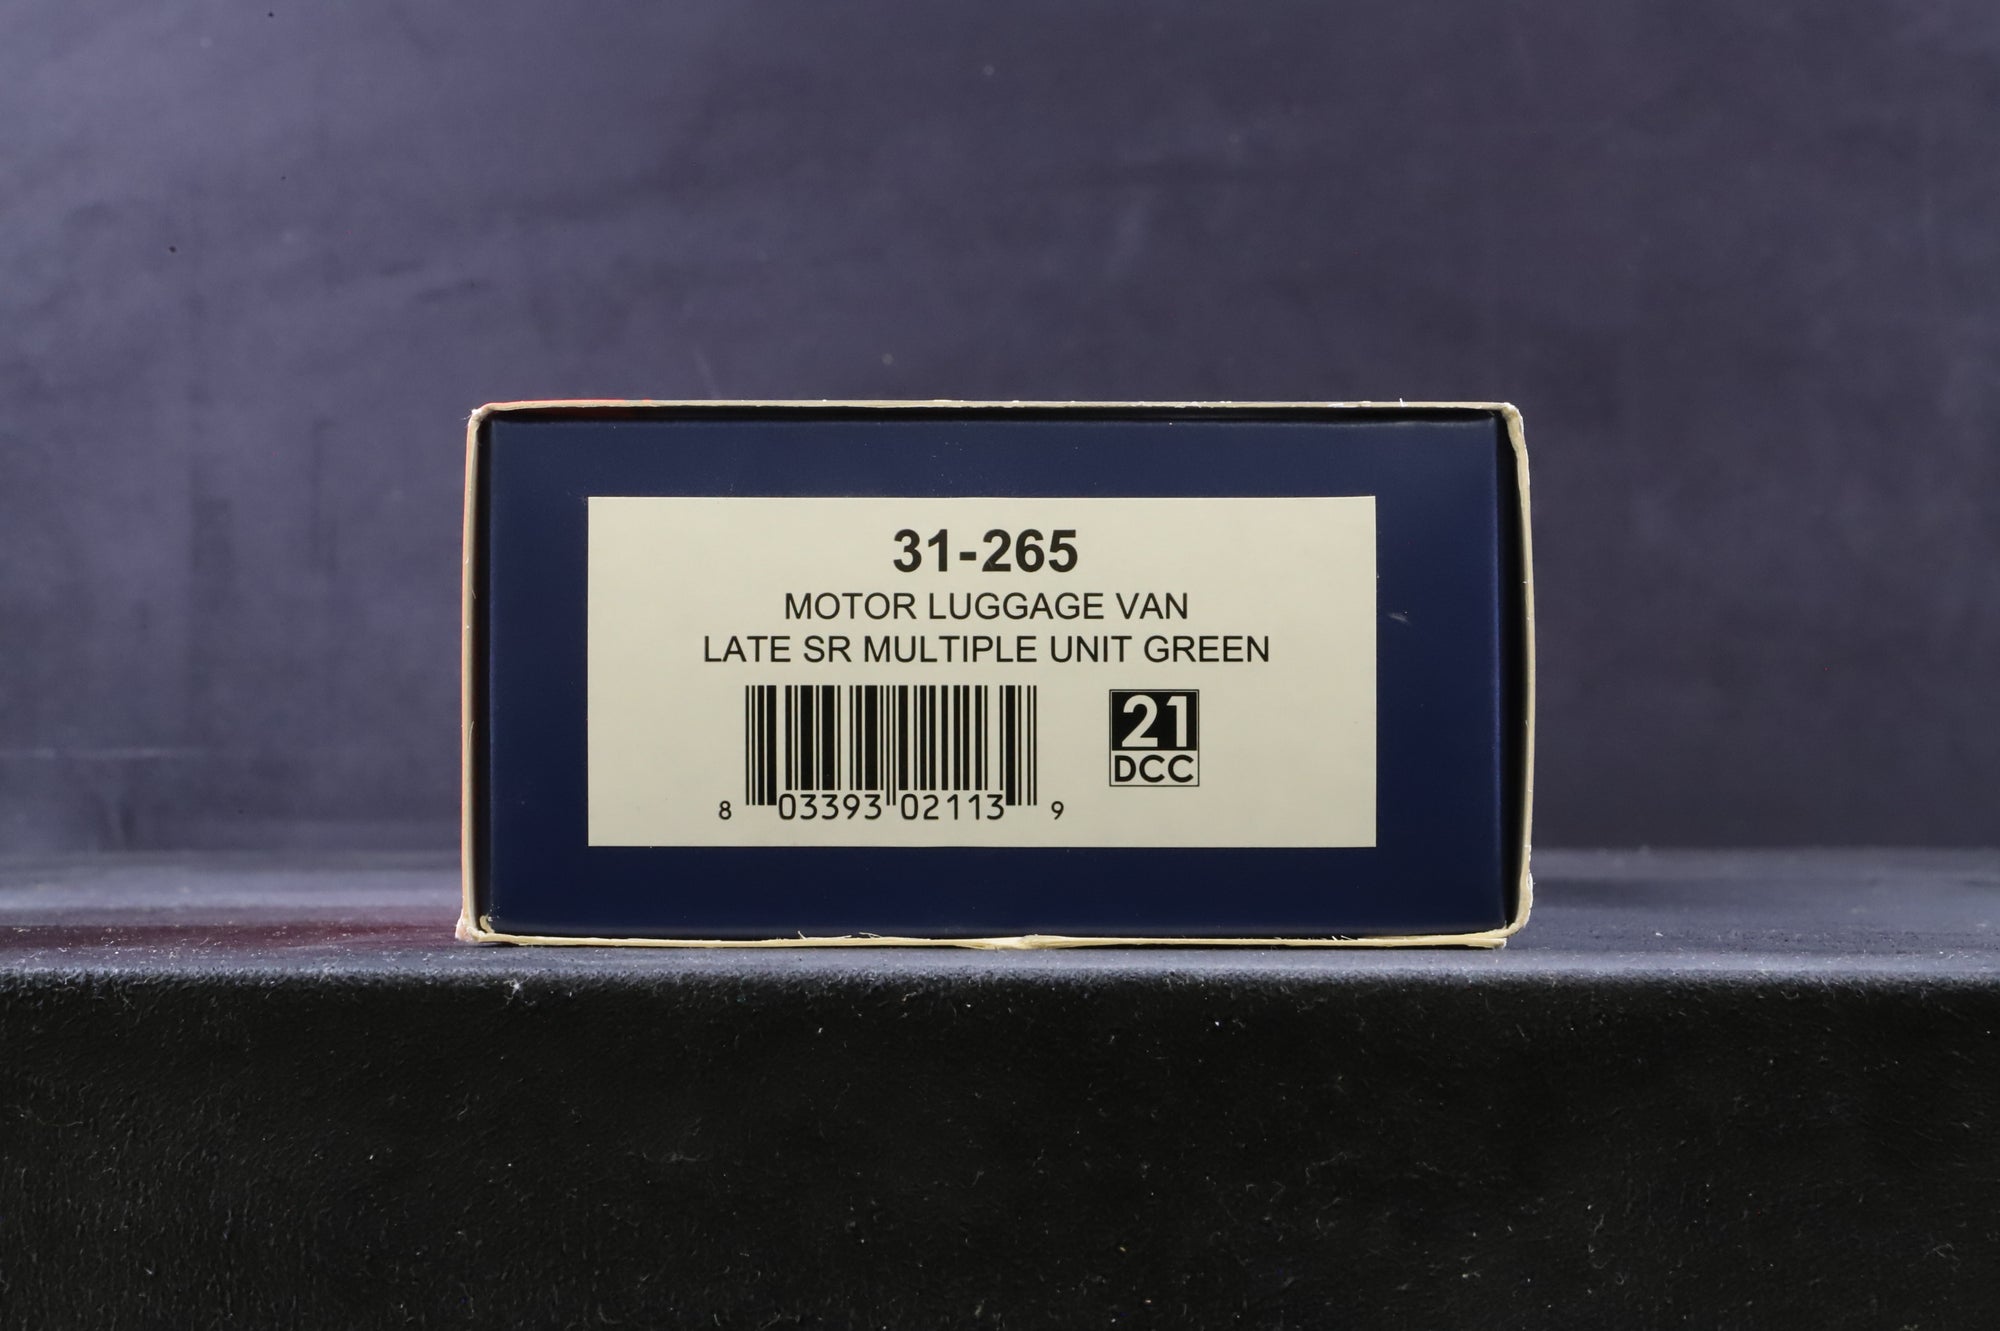 31-265
MOTOR LUGGAGE VAN
LATE SR MULTIPLE UNIT GREEN
21
DCC
8 03393 02113 9